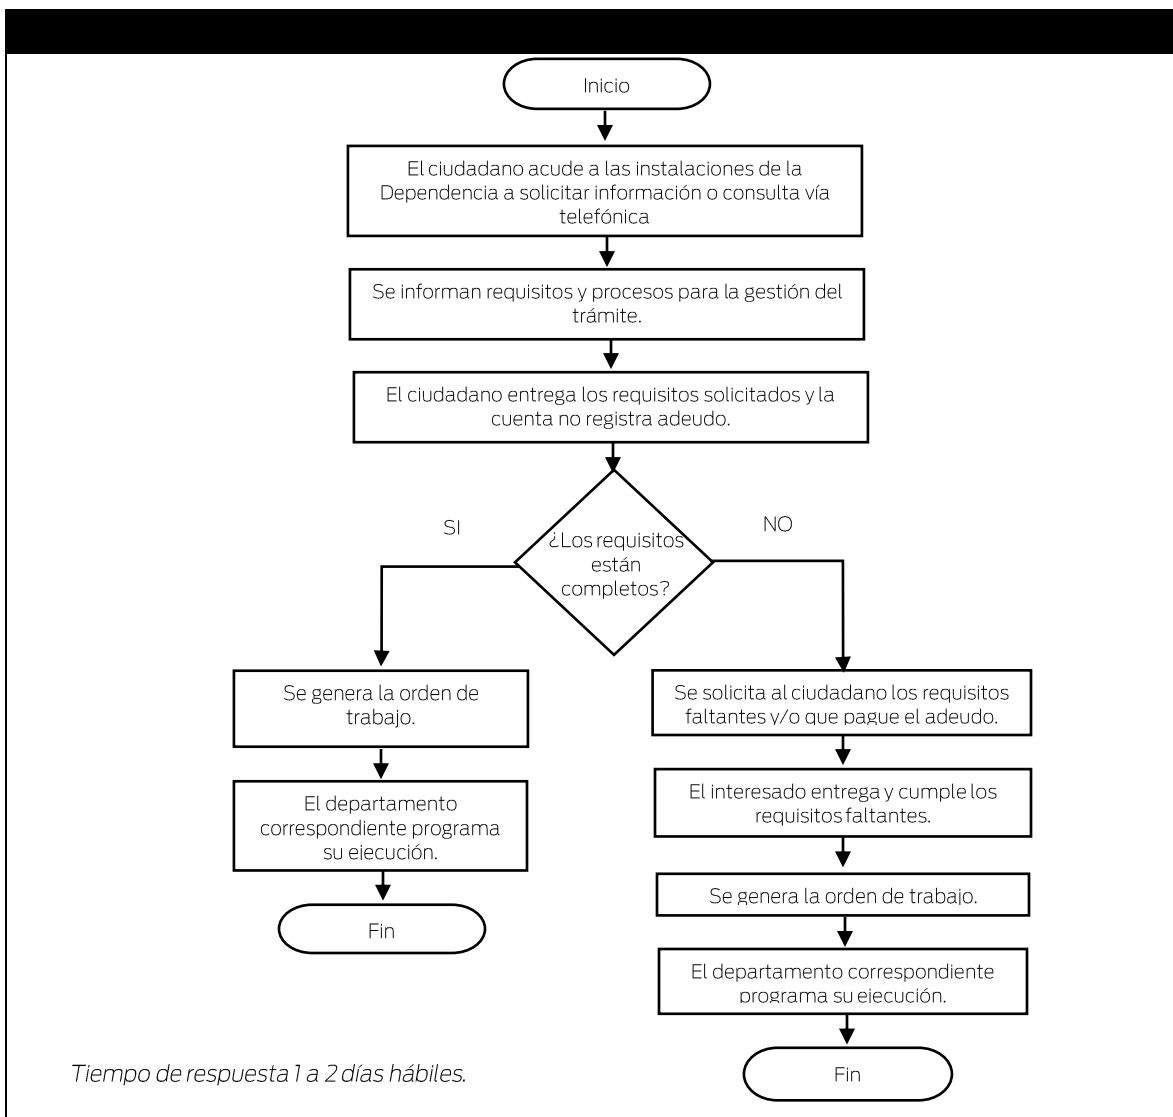 Inicio
El ciudadano acude a las instalaciones de la
Dependencia a solicitar información o consulta vía
telefónica
Se informan requisitos y procesos para la gestión del
trámite.
El ciudadano entrega los requisitos solicitados y la
cuenta no registra adeudo.
SI
NO
¿Los requisitos
están
completos?
Se genera la orden de
trabajo.
El departamento
correspondiente programa
su ejecución.
Fin
Se solicita al ciudadano los requisitos
faltantes y/o que pague el adeudo.
El interesado entrega y cumple los
requisitos faltantes.
Se genera la orden de trabajo.
El departamento correspondiente
programa su ejecución.
Fin
Tiempo de respuesta 1 a 2 días hábiles.